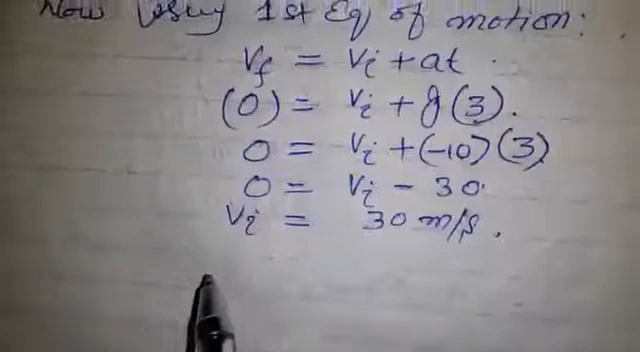 Now Using 1st Eq of motion:
Vf = Vi + at
(0) = Vi + g(3).
0 = Vi + (-10)(3)
0 = Vi - 30.
Vi = 30 m/s.